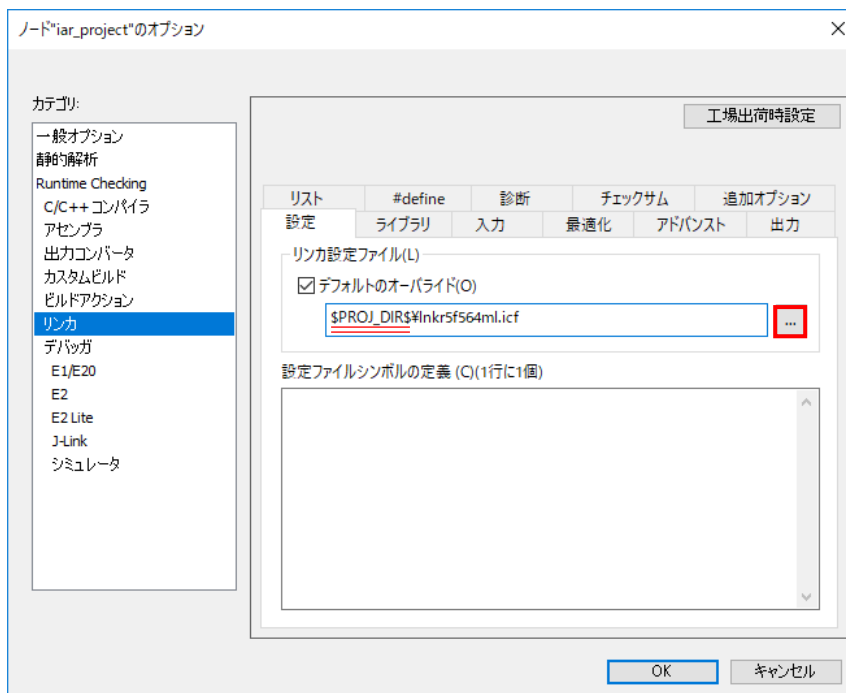 ノード"iar_project"のオプション
カテゴリ:
一般オプション
静的解析
Runtime Checking
C/C++ コンパイラ
アセンブラ
出力コンバータ
カスタムビルド
ビルドアクション
リンカ
デバッガ
E1/E20
E2
E2 Lite
J-Link
シミュレータ
工場出荷時設定
リスト #define 診断 チェックサム 追加オプション
設定 ライブラリ 入力 最適化 アドバンスト 出力
リンカ設定ファイル(L)
デフォルトのオーバライド(O)
$PROJ_DIR$¥lnkr5f564ml.icf
...
設定ファイルシンボルの定義 (C)(1行に1個)
OK キャンセル